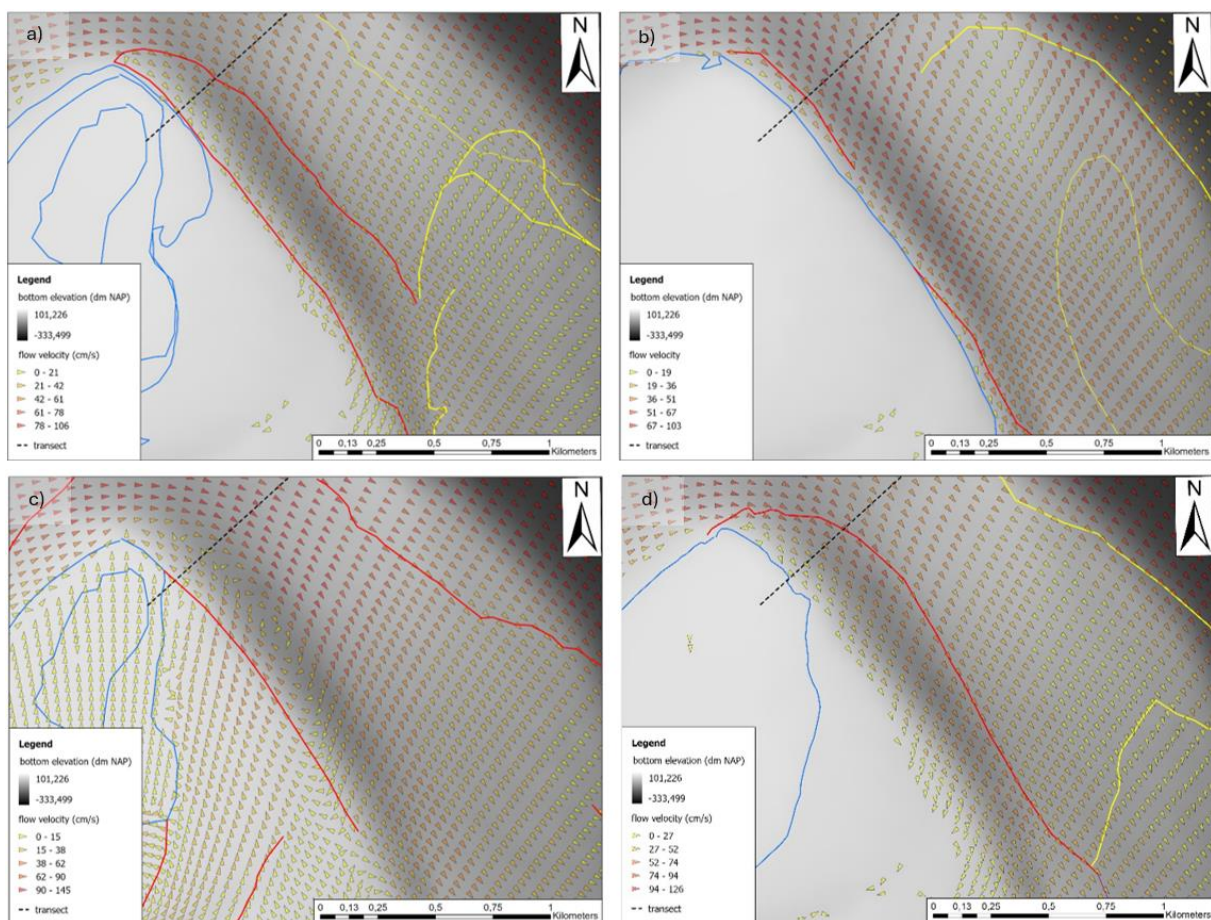 a)
N
Legend
bottom elevation (dm NAP)
101,226
-333,499
flow velocity (cm/s)
0 - 21
21 - 42
42 - 61
61 - 78
78 - 106
transect
0 0,13 0,25 0,5 0,75 1
Kilometers
b)
N
Legend
bottom elevation (dm NAP)
101,226
-333,499
flow velocity
0 - 19
19 - 36
36 - 51
51 - 67
67 - 103
transect
0 0,13 0,25 0,5 0,75 1
Kilometers
c)
N
Legend
bottom elevation (dm NAP)
101,226
-333,499
flow velocity (cm/s)
0 - 15
15 - 38
38 - 62
62 - 90
90 - 145
transect
0 0,13 0,25 0,5 0,75 1
Kilometers
d)
N
Legend
bottom elevation (dm NAP)
101,226
-333,499
flow velocity (cm/s)
0 - 27
27 - 52
52 - 74
74 - 94
94 - 126
transect
0 0,13 0,25 0,5 0,75 1
Kilometers